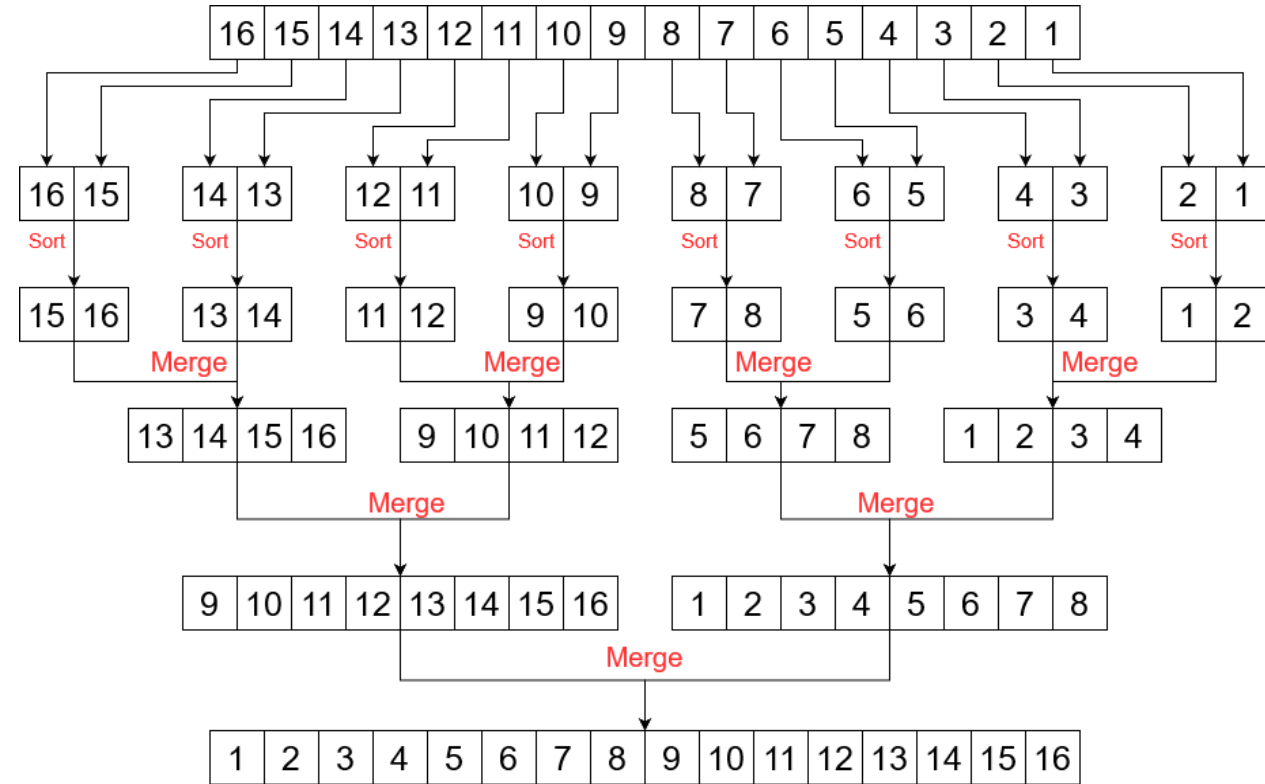 16 15 14 13 12 11 10 9 8 7 6 5 4 3 2 1
16 15 14 13 12 11 10 9 8 7 6 5 4 3 2 1
Sort Sort Sort Sort Sort Sort Sort Sort
15 16 13 14 11 12 9 10 7 8 5 6 3 4 1 2
Merge Merge Merge Merge
13 14 15 16 9 10 11 12 5 6 7 8 1 2 3 4
Merge Merge
9 10 11 12 13 14 15 16 1 2 3 4 5 6 7 8
Merge
1 2 3 4 5 6 7 8 9 10 11 12 13 14 15 16